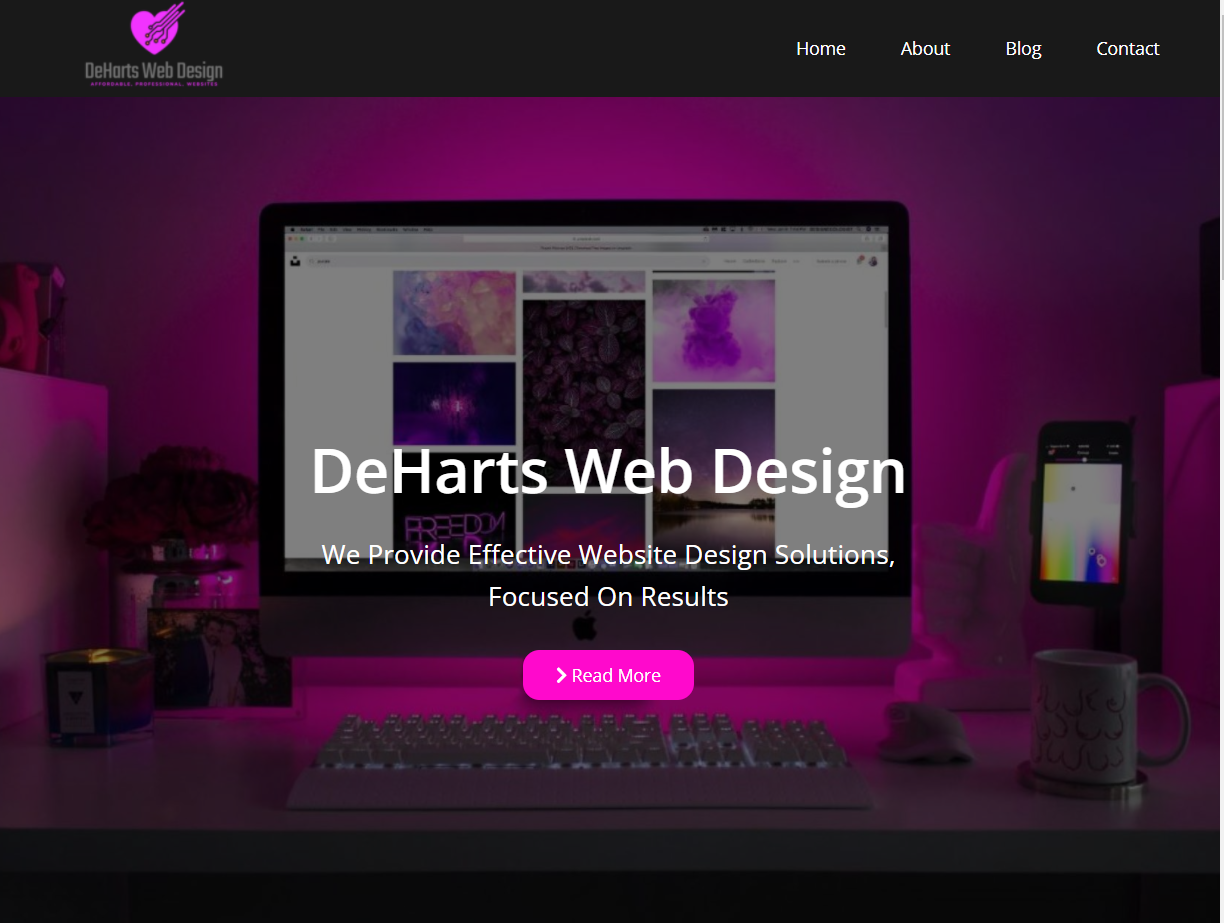 DeHarts Web Design
AFFORDABLE. PROFESSIONAL. WEBSITES
Home
About
Blog
Contact
FREEDOM
DeHarts Web Design
We Provide Effective Website Design Solutions,
Focused On Results
Read More